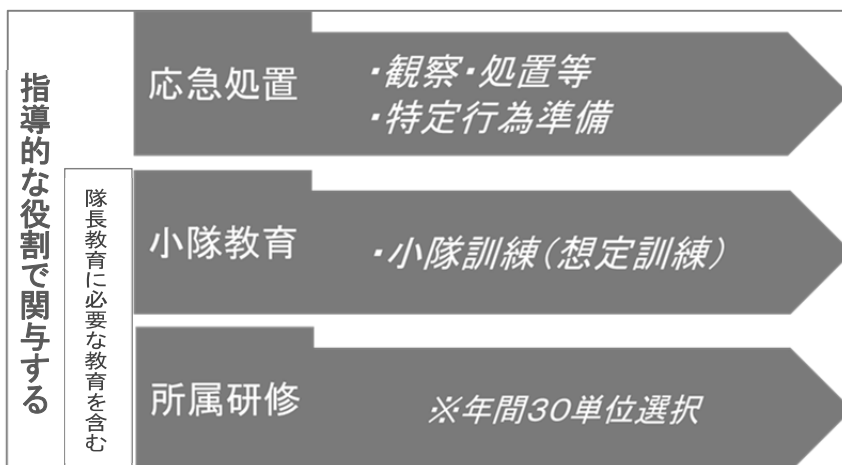 指導的な役割で関与する
隊長教育に必要な教育を含む
応急処置
・観察・処置等
・特定行為準備
小隊教育
・小隊訓練（想定訓練）
所属研修
※年間30単位選択